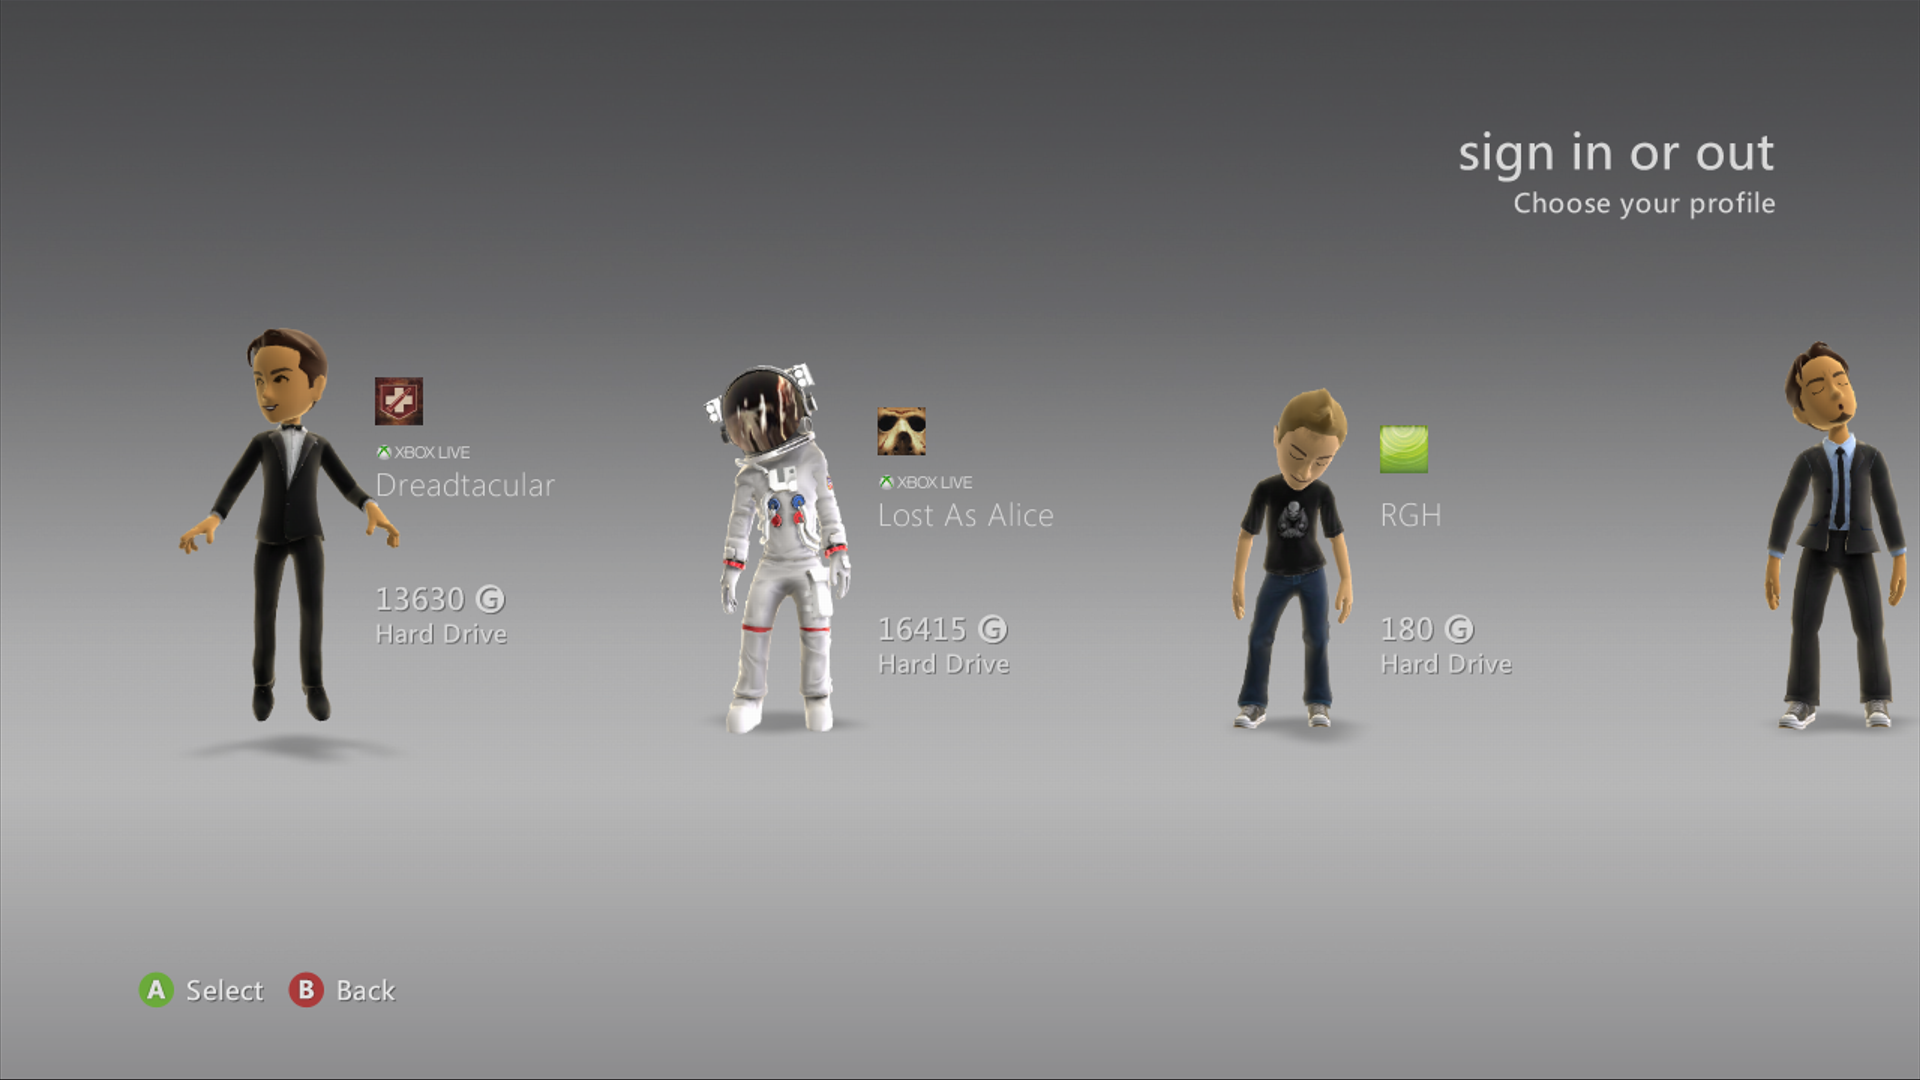 sign in or out
Choose your profile
XBOX LIVE
Dreadtacular
13630 G
Hard Drive
XBOX LIVE
Lost As Alice
16415 G
Hard Drive
RGH
180 G
Hard Drive
A Select B Back